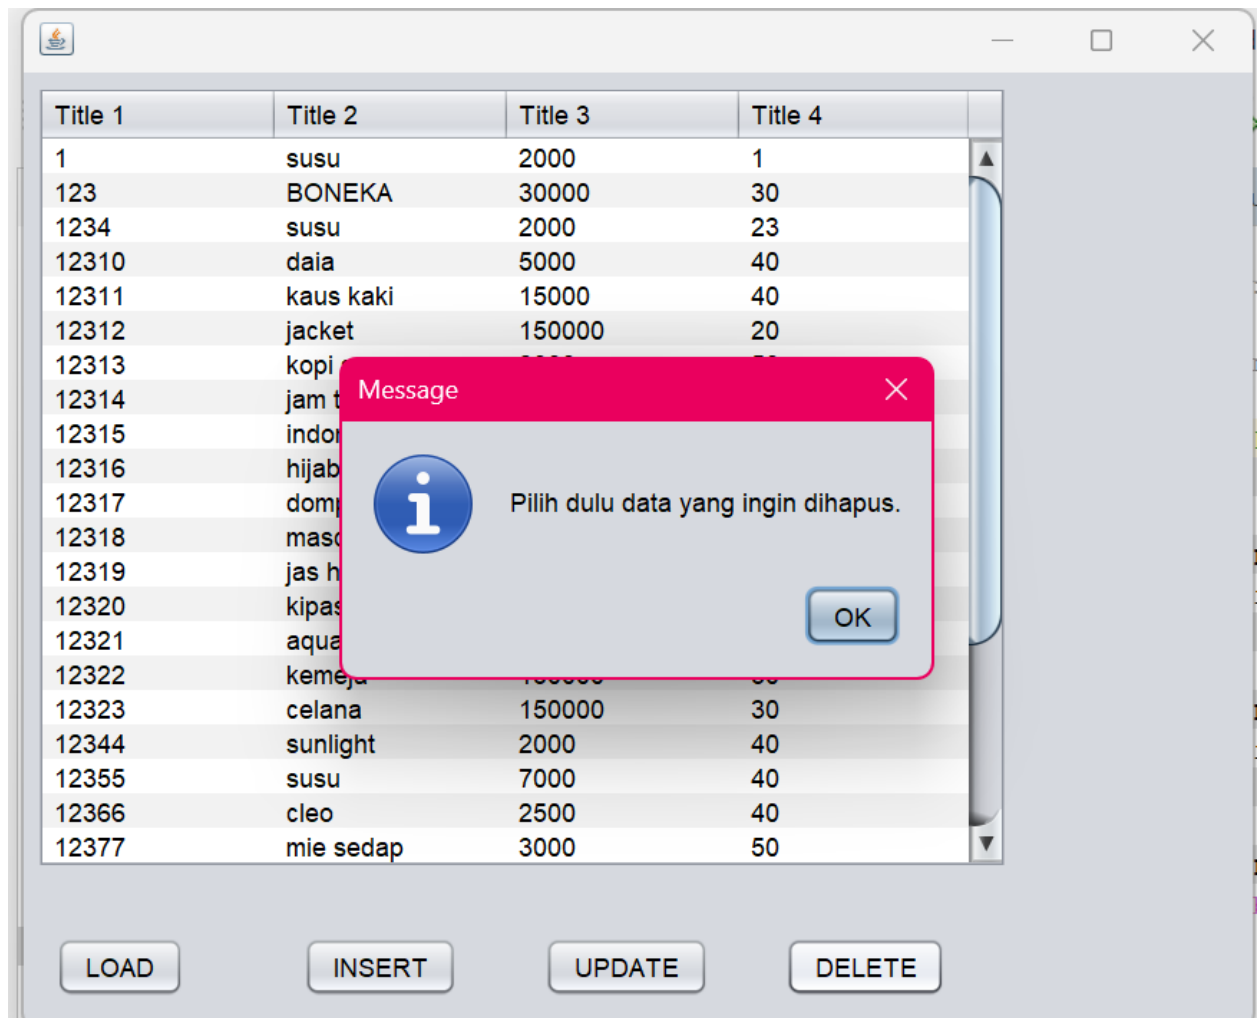 Title 1 Title 2 Title 3 Title 4
1 susu 2000 1
123 BONEKA 30000 30
1234 susu 2000 23
12310 daia 5000 40
12311 kaus kaki 15000 40
12312 jacket 150000 20
12313 kopi
12314 jam
12315
12316 hijab
12317
12318
12319 jas
12320 kipas
12321 aqua
12322 kemeja
12323 celana 150000 30
12344 sunlight 2000 40
12355 susu 7000 40
12366 cleo 2500 40
12377 mie sedap 3000 50
Message
Pilih dulu data yang ingin dihapus.
OK
LOAD INSERT UPDATE DELETE